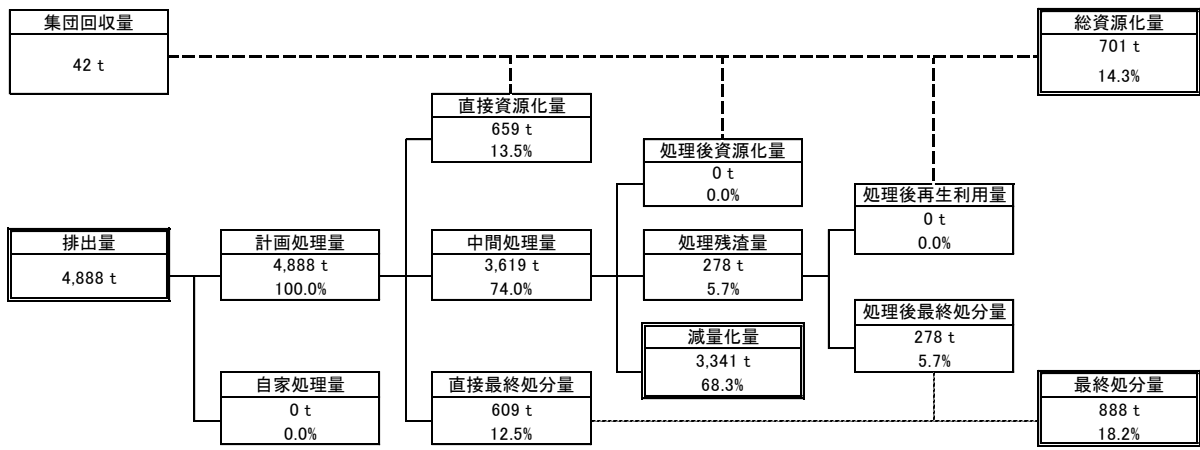 集団回収量
42 t
総資源化量
701 t
14.3%
直接資源化量
659 t
13.5%
処理後資源化量
0 t
0.0%
処理後再生利用量
0 t
0.0%
排出量
4,888 t
計画処理量
4,888 t
100.0%
中間処理量
3,619 t
74.0%
処理残渣量
278 t
5.7%
処理後最終処分量
278 t
5.7%
減量化量
3,341 t
68.3%
自家処理量
0 t
0.0%
直接最終処分量
609 t
12.5%
最終処分量
888 t
18.2%